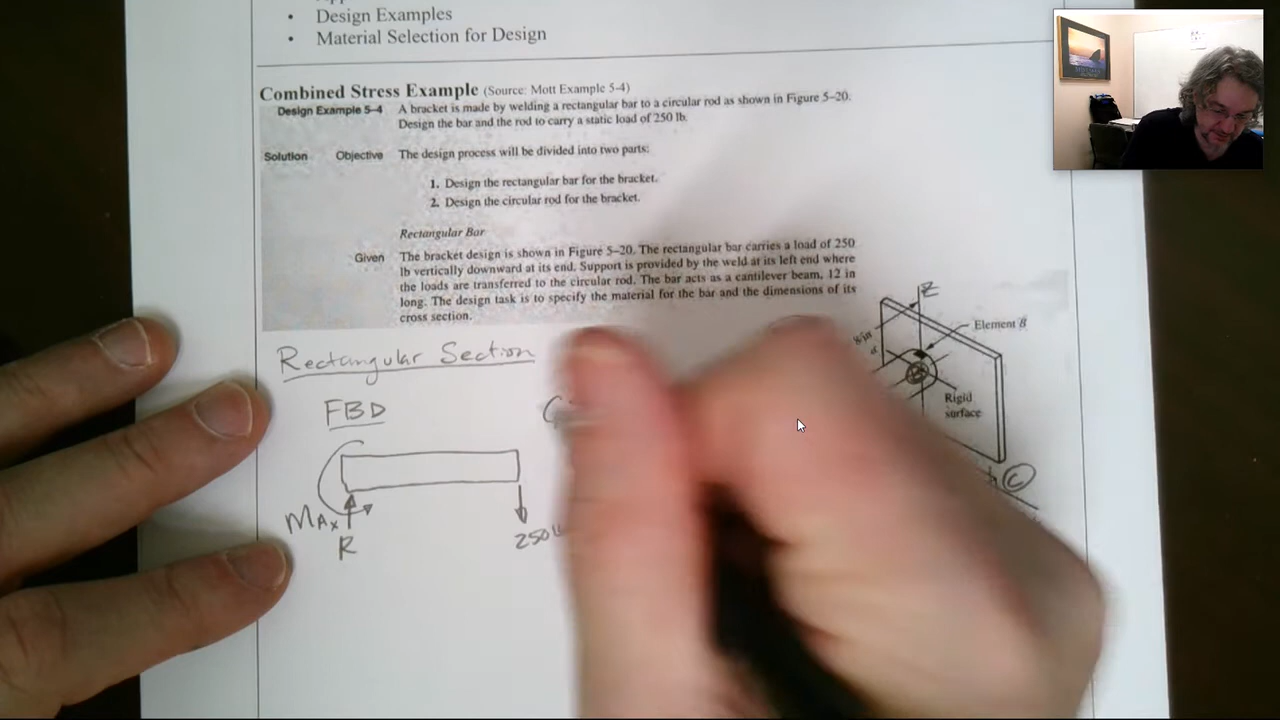 • Design Examples
• Material Selection for Design
Combined Stress Example (Source: Mott Example 5-4)
Design Example 5-4 A bracket is made by welding a rectangular bar to a circular rod as shown in Figure 5-20.
Design the bar and the rod to carry a static load of 250 lb.
Solution Objective The design process will be divided into two parts:
1. Design the rectangular bar for the bracket.
2. Design the circular rod for the bracket.
Rectangular Bar
Given The bracket design is shown in Figure 5-20. The rectangular bar carries a load of 250
lb vertically downward at its end. Support is provided by the weld at its left end where
the loads are transferred to the circular rod. The bar acts as a cantilever beam, 12 in
long. The design task is to specify the material for the bar and the dimensions of its
cross section.
Z
Element B
8 in
Rigid
surface
C
Rectangular Section
FBD
MAx
R
250